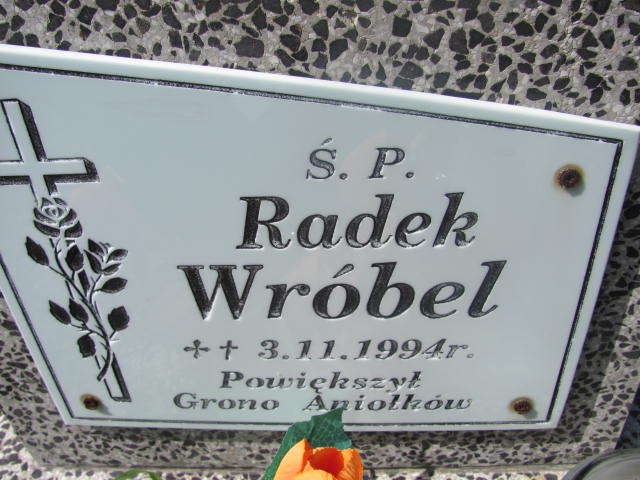 Ś. P.
Radek
Wróbel
✢✝ 3.11.1994r.
Powiększył
Grono Aniołków